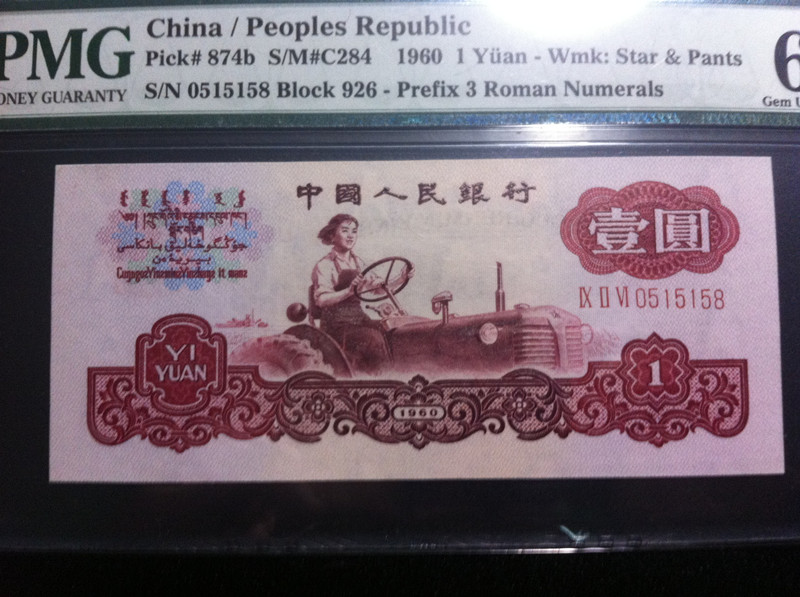 PMG
ONEY GUARANTY
China / Peoples Republic
Pick# 874b S/M#C284 1960 1 Yüan - Wmk: Star & Pants
S/N 0515158 Block 926 - Prefix 3 Roman Numerals
6
Gem U
中國人民銀行
壹圓
IX II VI 0515158
YI
YUAN
1
1960